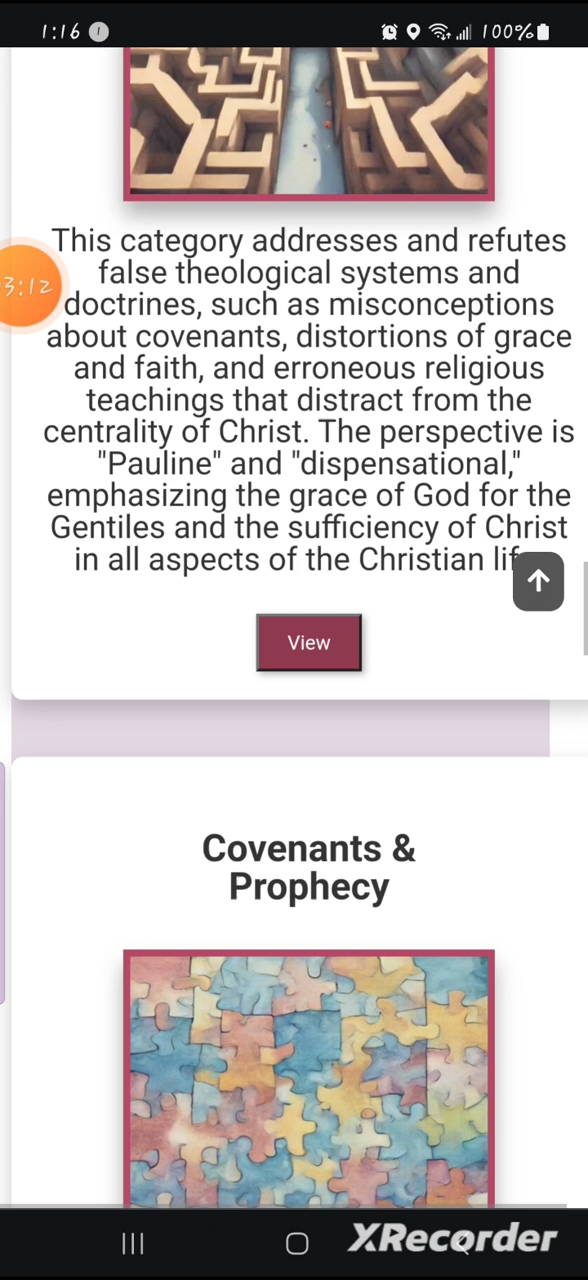 1:16
100%
This category addresses and refutes
false theological systems and
3:12
doctrines, such as misconceptions
about covenants, distortions of grace
and faith, and erroneous religious
teachings that distract from the
centrality of Christ. The perspective is
"Pauline" and "dispensational,"
emphasizing the grace of God for the
Gentiles and the sufficiency of Christ
in all aspects of the Christian
View
Covenants &
Prophecy
XRecorder